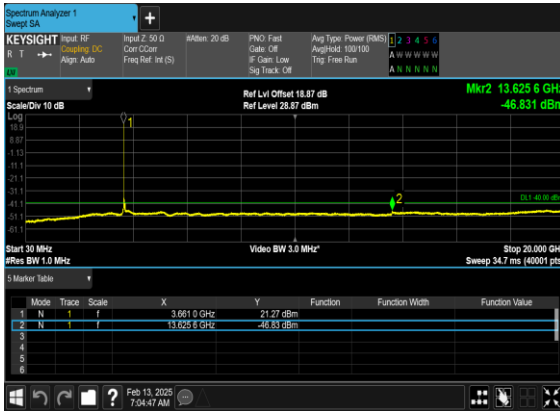 Spectrum Analyzer 1
Swept SA
KEYSIGHT Input: RF Input Z: 50 Ω #Atten: 20 dB PNO: Fast Avg Type: Power (RMS) 1 2 3 4 5 6
R T Coupling: DC Corr CCorr Gate: Off Avg|Hold: 100/100 A W W W W W
Align: Auto Freq Ref: Int (S) IF Gain: Low Trig: Free Run
Sig Track: Off A N N N N N
LXI
1 Spectrum
Ref Lvl Offset 18.87 dB Mkr2 13.625 6 GHz
Scale/Div 10 dB Ref Level 28.87 dBm -46.831 dBm
Log
18.9
8.87
-1.13
-11.1
-21.1
-31.1
-41.1
-51.1
-61.1
1
2
DL1 -40.00 dBm
Start 30 MHz Video BW 3.0 MHz* Stop 20.000 GHz
#Res BW 1.0 MHz Sweep 34.7 ms (40001 pts)
5 Marker Table
Mode Trace Scale X Y Function Function Width Function Value
1 N 1 f 3.661 0 GHz 21.27 dBm
2 N 1 f 13.625 6 GHz -46.83 dBm
3
4
5
6
Feb 13, 2025
7:04:47 AM